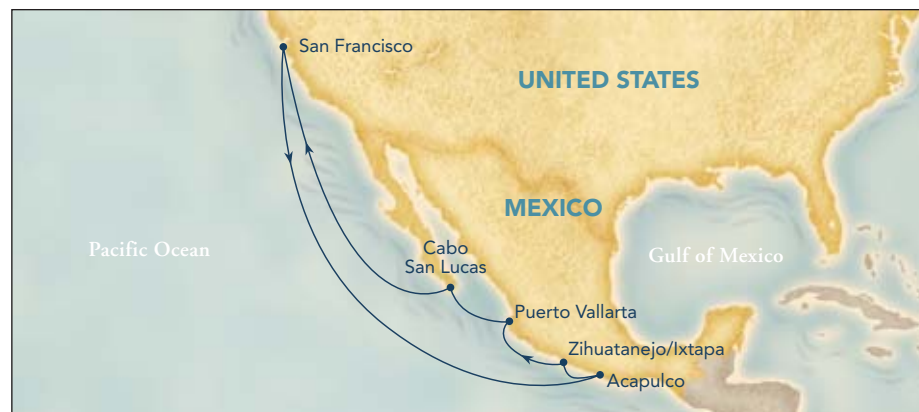 San Francisco
UNITED STATES
MEXICO
Pacific Ocean
Gulf of Mexico
Cabo
San Lucas
Puerto Vallarta
Zihuatanejo/Ixtapa
Acapulco